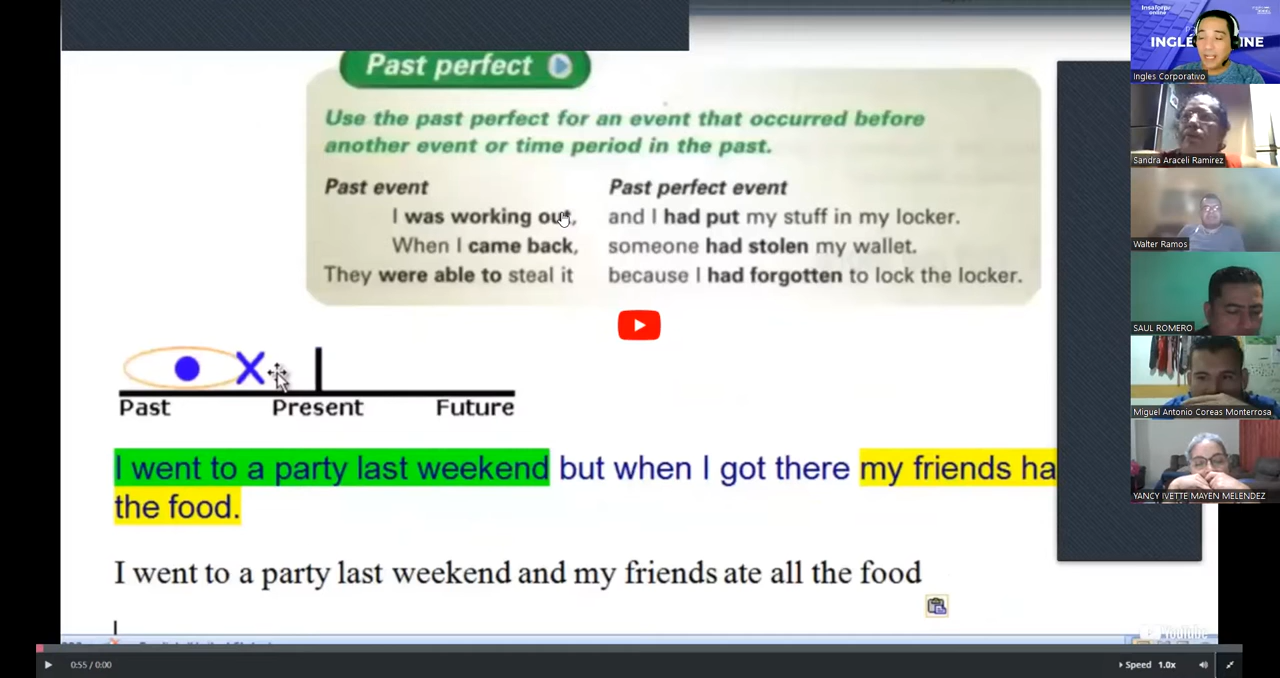 Past perfect
Use the past perfect for an event that occurred before
another event or time period in the past.
Past event Past perfect event
I was working out, and I had put my stuff in my locker.
When I came back, someone had stolen my wallet.
They were able to steal it because I had forgotten to lock the locker.
Past Present Future
I went to a party last weekend but when I got there my friends ha
the food.
I went to a party last weekend and my friends ate all the food
YouTube
0:55 / 0:00
Speed 1.0x
Insaforp
online
INGLÉ INE
Ingles Corporativo
Sandra Araceli Ramirez
Walter Ramos
SAUL ROMERO
Miguel Antonio Coreas Monterrosa
YANCY IVETTE MAYEN MELENDEZ